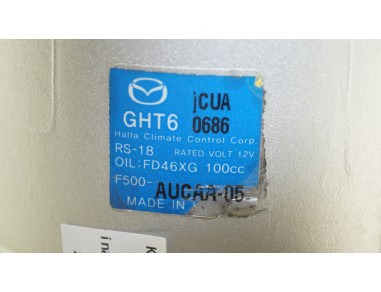 jCUA
GHT6 0686
Halla Climate Control Corp.
RS-18 RATED VOLT 12V
OIL:FD46XG 100cc
F500-
AUCAA-05
MADE IN